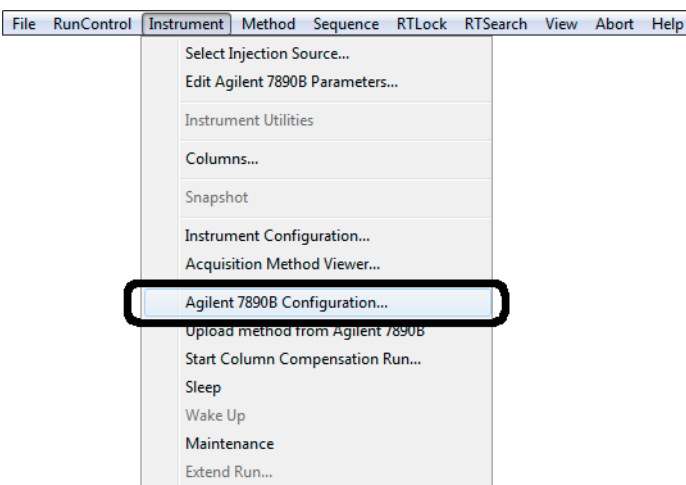 File RunControl Instrument Method Sequence RTLock RTSearch View Abort Help
Select Injection Source...
Edit Agilent 7890B Parameters...
Instrument Utilities
Columns...
Snapshot
Instrument Configuration...
Acquisition Method Viewer...
Agilent 7890B Configuration...
Upload method from Agilent 7890B
Start Column Compensation Run...
Sleep
Wake Up
Maintenance
Extend Run...